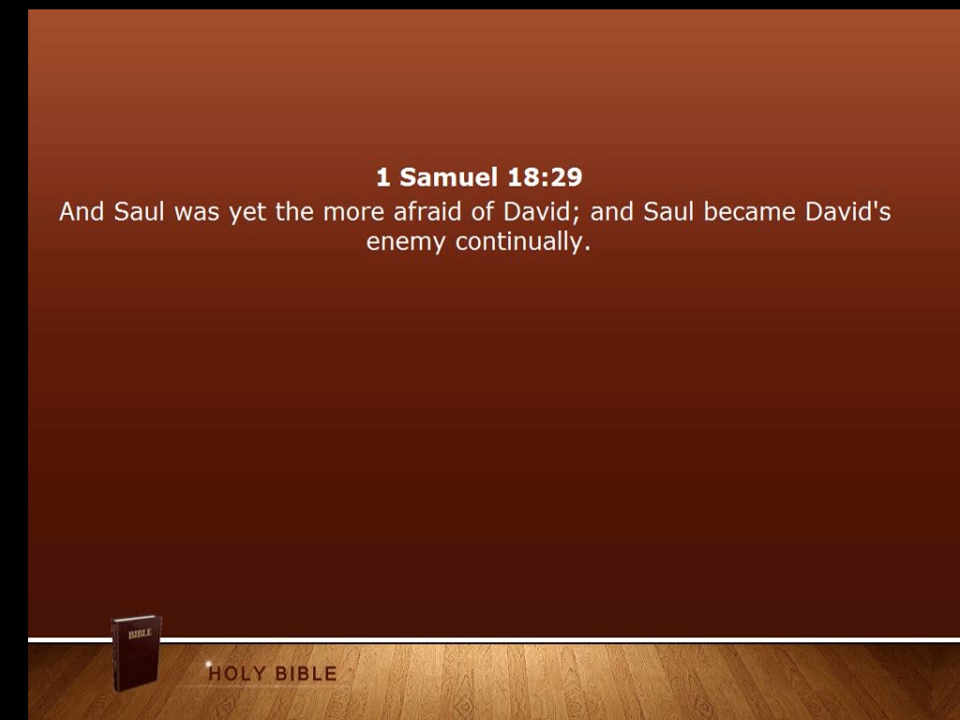 1 Samuel 18:29
And Saul was yet the more afraid of David; and Saul became David's
enemy continually.
BIBLE
HOLY BIBLE